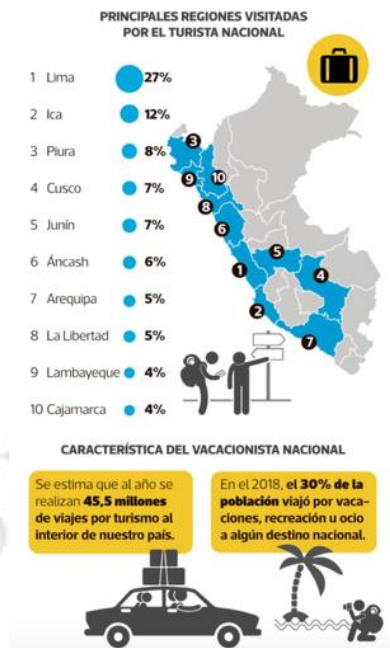 PRINCIPALES REGIONES VISITADAS
POR EL TURISTA NACIONAL
1 Lima 27%
2 Ica 12%
3 Piura 8%
4 Cusco 7%
5 Junín 7%
6 Áncash 6%
7 Arequipa 5%
8 La Libertad 5%
9 Lambayeque 4%
10 Cajamarca 4%
3
9
10
8
6
1
5
4
2
7
CARACTERÍSTICA DEL VACACIONISTA NACIONAL
Se estima que al año se
realizan 45,5 millones
de viajes por turismo al
interior de nuestro país.
En el 2018, el 30% de la
población viajó por vaca-
ciones, recreación u ocio
a algún destino nacional.